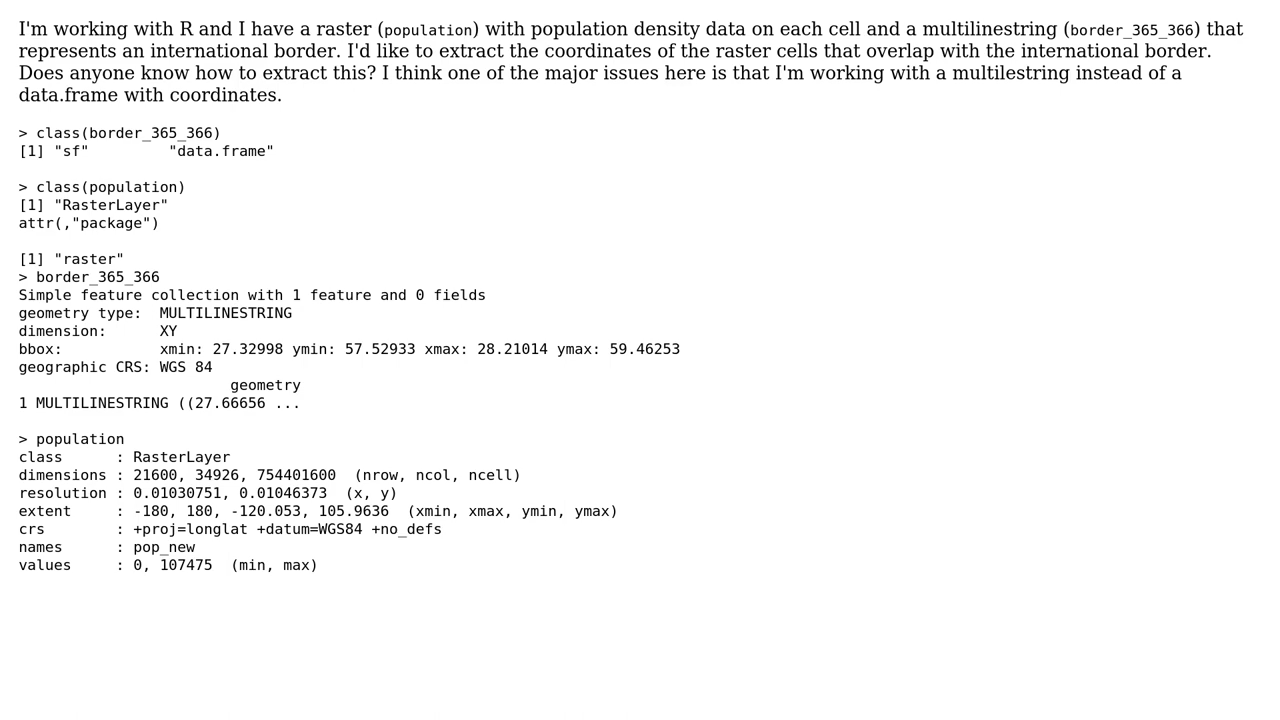 I'm working with R and I have a raster (population) with population density data on each cell and a multilinestring (border_365_366) that
represents an international border. I'd like to extract the coordinates of the raster cells that overlap with the international border.
Does anyone know how to extract this? I think one of the major issues here is that I'm working with a multilestring instead of a
data.frame with coordinates.
> class(border_365_366)
[1] "sf"         "data.frame"
> class(population)
[1] "RasterLayer"
attr(,"package")
[1] "raster"
> border_365_366
Simple feature collection with 1 feature and 0 fields
geometry type:  MULTILINESTRING
dimension:      XY
bbox:           xmin: 27.32998 ymin: 57.52933 xmax: 28.21014 ymax: 59.46253
geographic CRS: WGS 84
                        geometry
1 MULTILINESTRING ((27.66656 ...
> population
class      : RasterLayer
dimensions : 21600, 34926, 754401600  (nrow, ncol, ncell)
resolution : 0.01030751, 0.01046373  (x, y)
extent     : -180, 180, -120.053, 105.9636  (xmin, xmax, ymin, ymax)
crs        : +proj=longlat +datum=WGS84 +no_defs
names      : pop_new
values     : 0, 107475  (min, max)